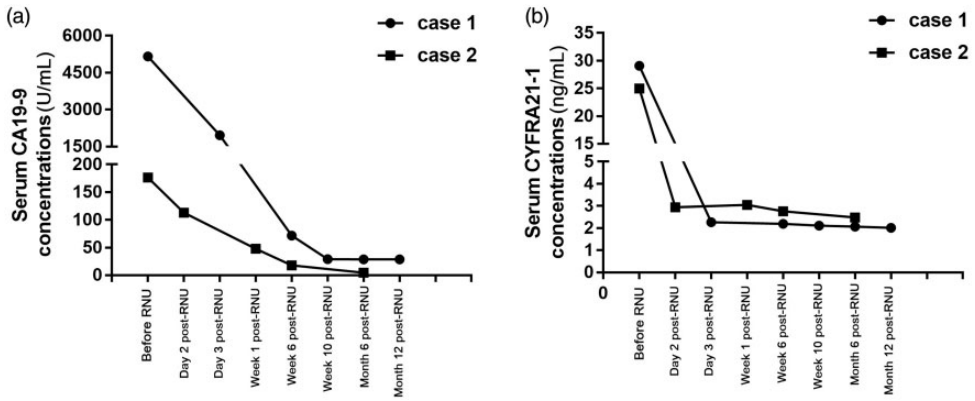 (a)
case 1
case 2
Serum CA19-9
concentrations (U/mL)
6000
4500
3000
1500
200
150
100
50
0
Before RNU
Day 2 post-RNU
Day 3 post-RNU
Week 1 post-RNU
Week 6 post-RNU
Week 10 post-RNU
Month 6 post-RNU
Month 12 post-RNU
(b)
case 1
case 2
Serum CYFRA21-1
concentrations (ng/mL)
35
30
25
20
15
5
4
3
2
1
0
0
Before RNU
Day 2 post-RNU
Day 3 post-RNU
Week 1 post-RNU
Week 6 post-RNU
Week 10 post-RNU
Month 6 post-RNU
Month 12 post-RNU